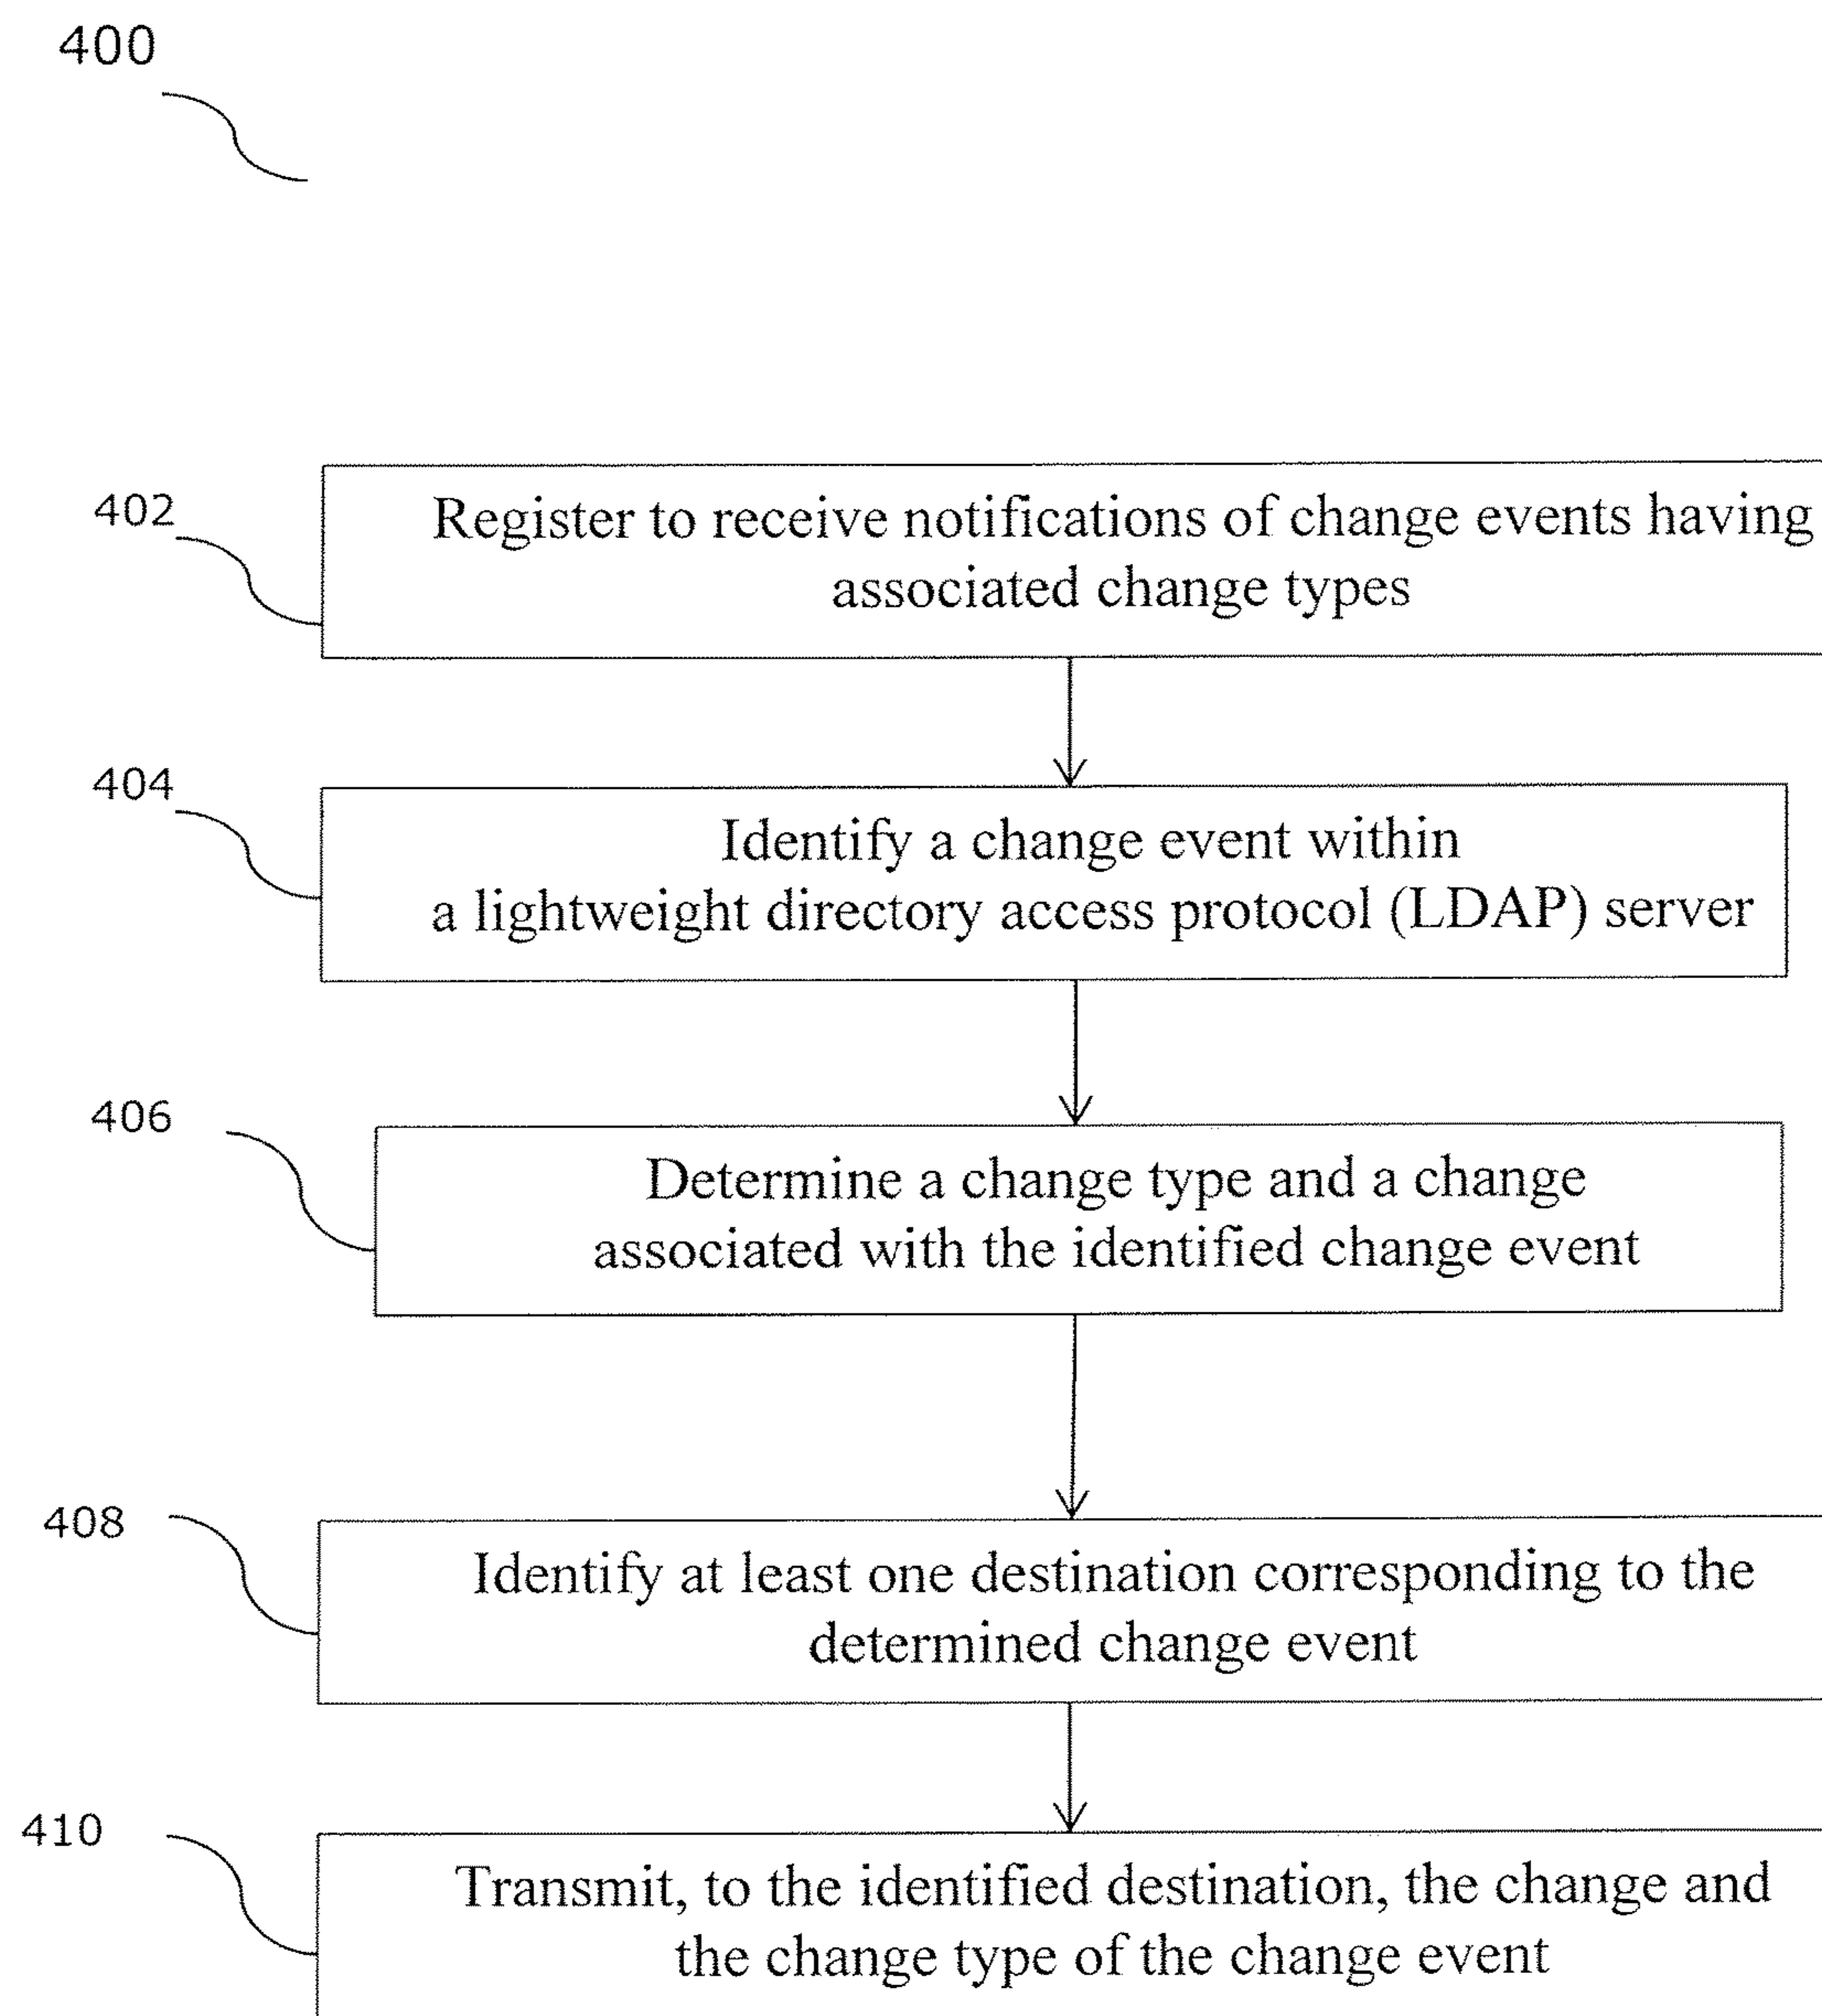 400
402
Register to receive notifications of change events having
associated change types
404
Identify a change event within
a lightweight directory access protocol (LDAP) server
406
Determine a change type and a change
associated with the identified change event
408
Identify at least one destination corresponding to the
determined change event
410
Transmit, to the identified destination, the change and
the change type of the change event